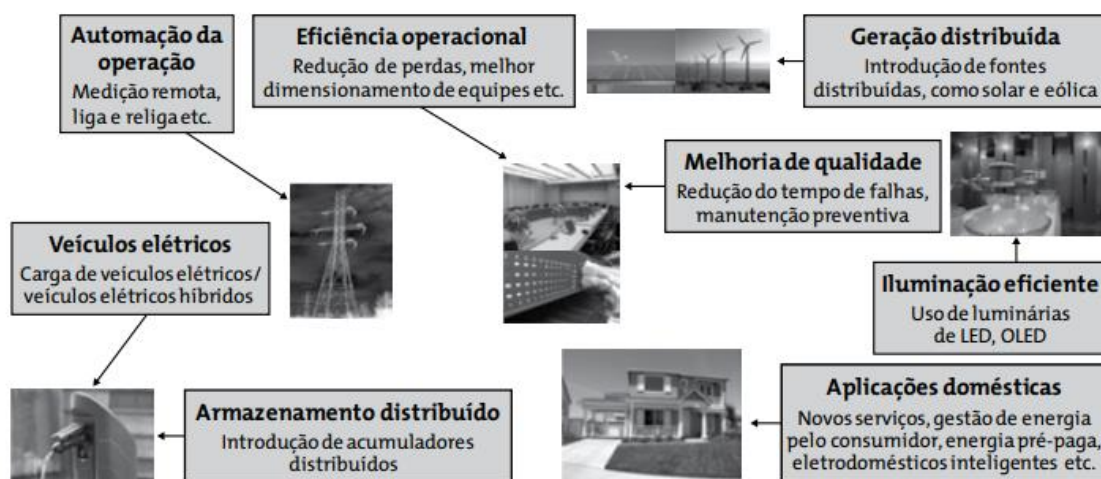 Automação da
operação
Medição remota,
liga e religa etc.
Eficiência operacional
Redução de perdas, melhor
dimensionamento de equipes etc.
Geração distribuída
Introdução de fontes
distribuídas, como solar e eólica
Melhoria de qualidade
Redução do tempo de falhas,
manutenção preventiva
Veículos elétricos
Carga de veículos elétricos/
veículos elétricos híbridos
Iluminação eficiente
Uso de luminárias
de LED, OLED
Armazenamento distribuído
Introdução de acumuladores
distribuídos
Aplicações domésticas
Novos serviços, gestão de energia
pelo consumidor, energia pré-paga,
eletrodomésticos inteligentes etc.